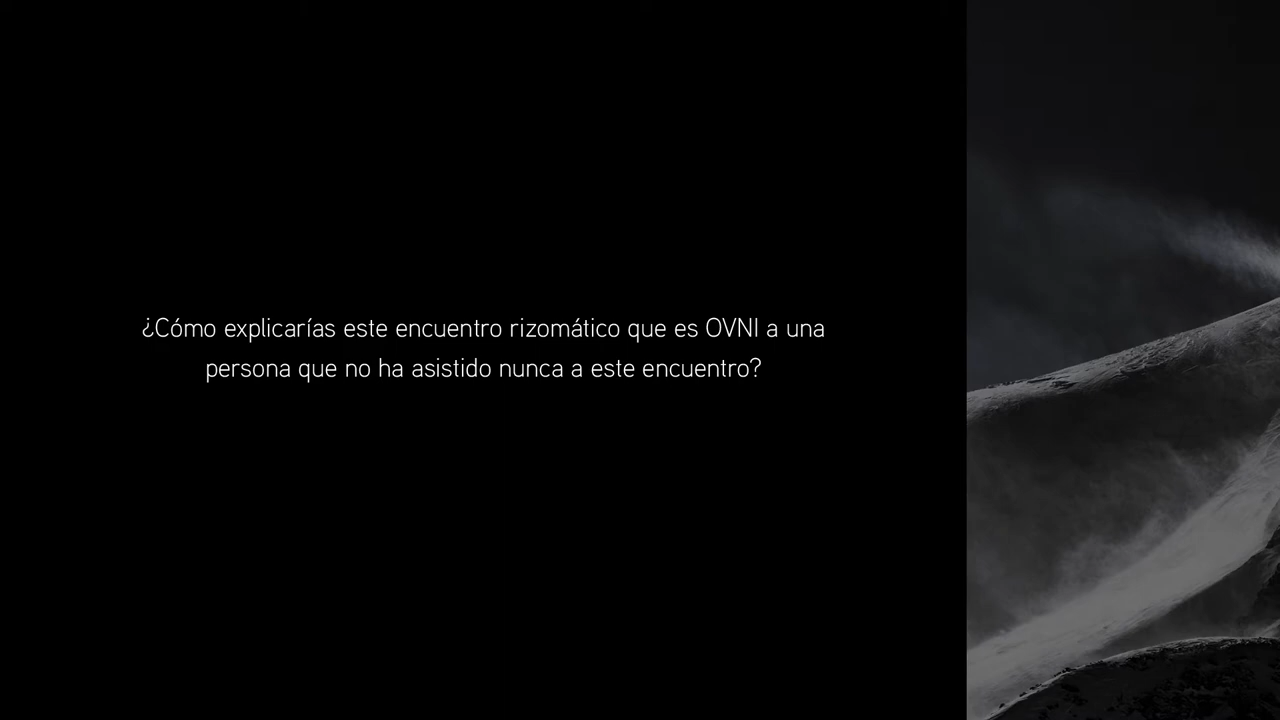 ¿Cómo explicarías este encuentro rizomático que es OVNI a una
persona que no ha asistido nunca a este encuentro?